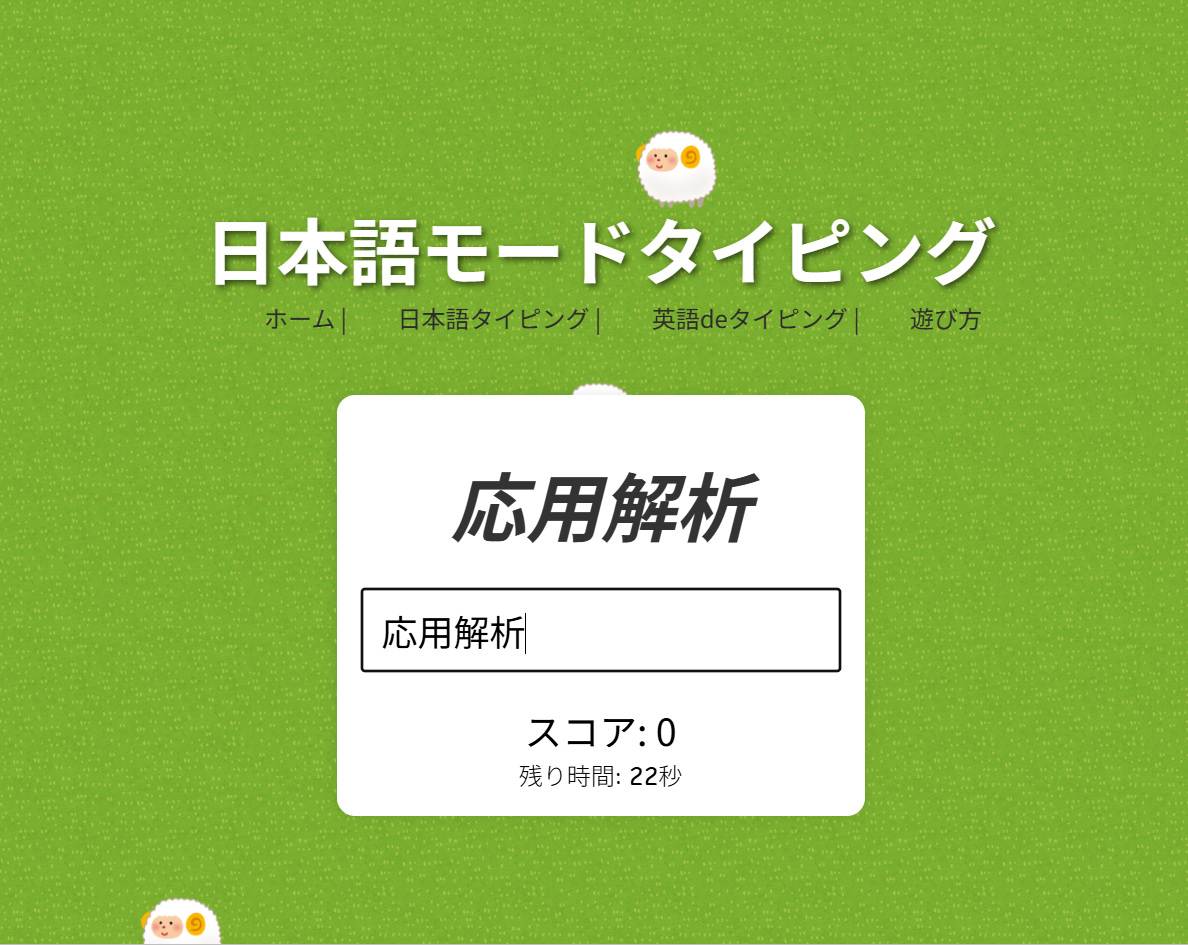 日本語モードタイピング
ホーム | 日本語タイピング | 英語deタイピング | 遊び方
応用解析
応用解析
スコア: 0
残り時間: 22秒